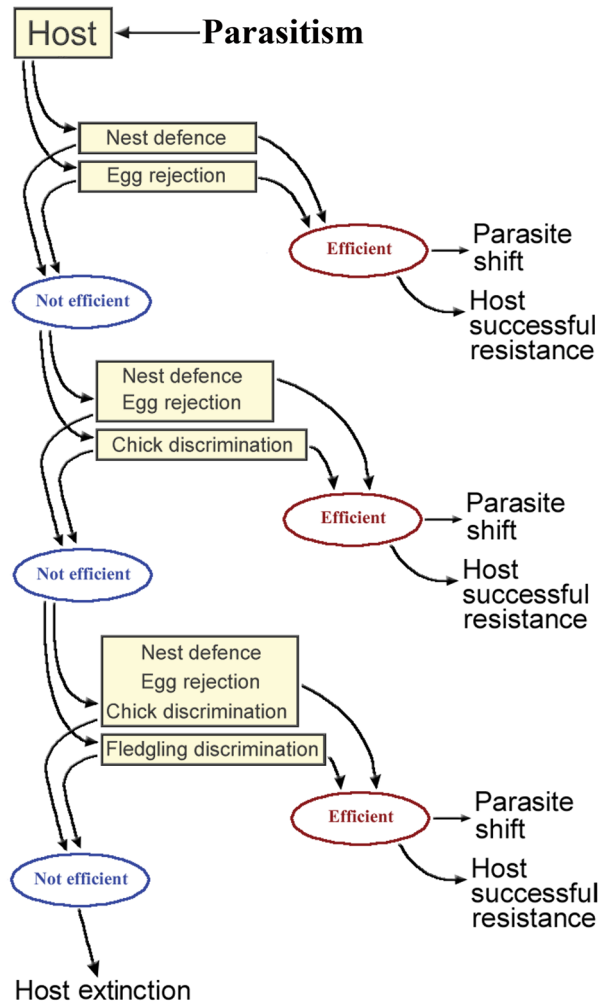 Host
Parasitism
Nest defence
Egg rejection
Efficient
Parasite
shift
Host
successful
resistance
Not efficient
Nest defence
Egg rejection
Chick discrimination
Efficient
Parasite
shift
Host
successful
resistance
Not efficient
Nest defence
Egg rejection
Chick discrimination
Fledgling discrimination
Efficient
Parasite
shift
Host
successful
resistance
Not efficient
Host extinction